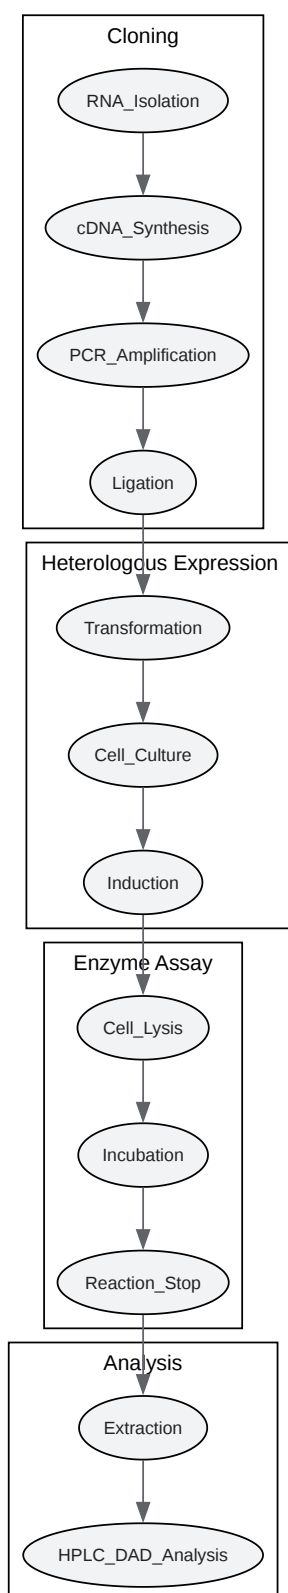 Cloning
RNA_Isolation
cDNA_Synthesis
PCR_Amplification
Ligation
Heterologous Expression
Transformation
Cell_Culture
Induction
Enzyme Assay
Cell_Lysis
Incubation
Reaction_Stop
Analysis
Extraction
HPLC_DAD_Analysis